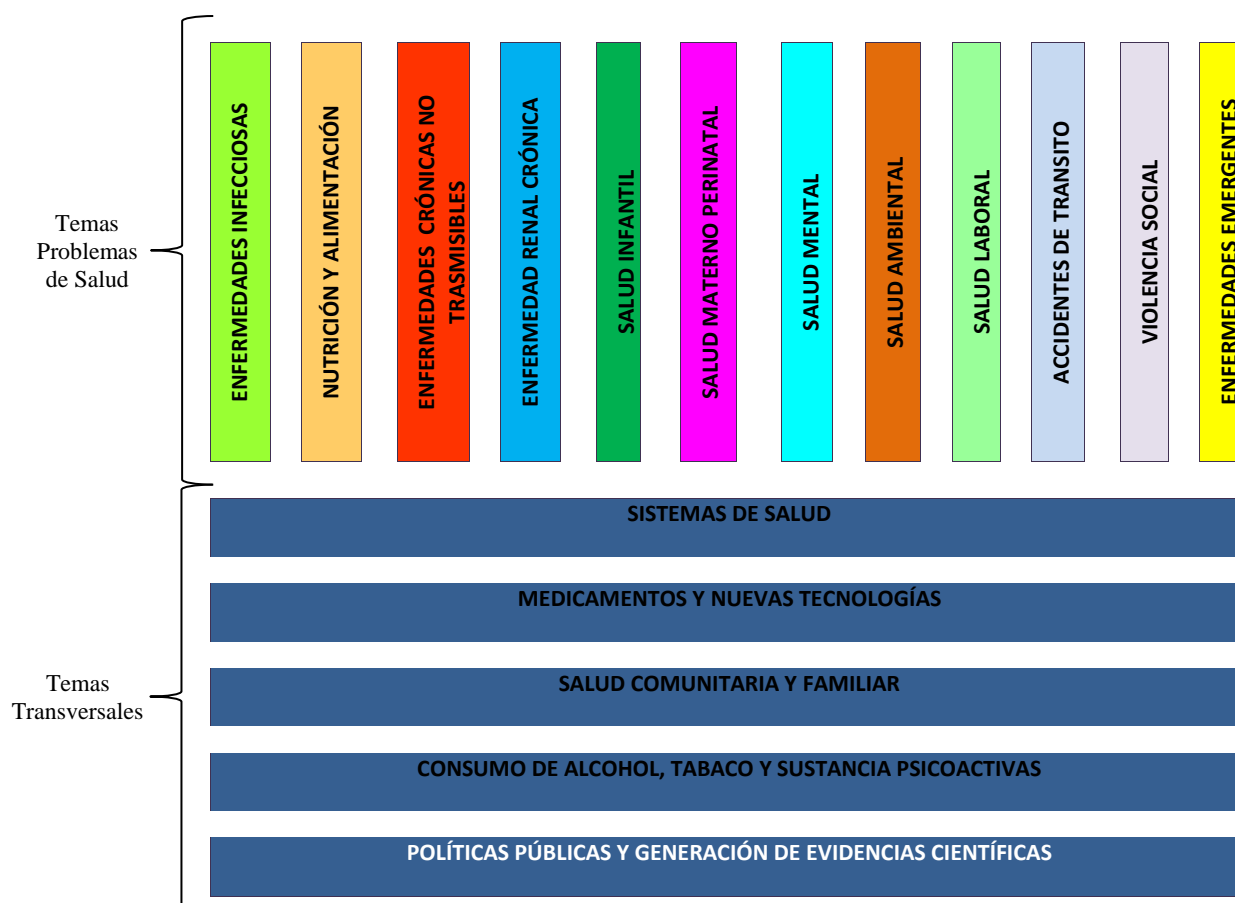 Temas
Problemas
de Salud
ENFERMEDADES INFECCIOSAS
NUTRICIÓN Y ALIMENTACIÓN
ENFERMEDADES CRÓNICAS NO
TRASMISIBLES
ENFERMEDAD RENAL CRÓNICA
SALUD INFANTIL
SALUD MATERNO PERINATAL
SALUD MENTAL
SALUD AMBIENTAL
SALUD LABORAL
ACCIDENTES DE TRANSITO
VIOLENCIA SOCIAL
ENFERMEDADES EMERGENTES
Temas
Transversales
SISTEMAS DE SALUD
MEDICAMENTOS Y NUEVAS TECNOLOGÍAS
SALUD COMUNITARIA Y FAMILIAR
CONSUMO DE ALCOHOL, TABACO Y SUSTANCIA PSICOACTIVAS
POLÍTICAS PÚBLICAS Y GENERACIÓN DE EVIDENCIAS CIENTÍFICAS